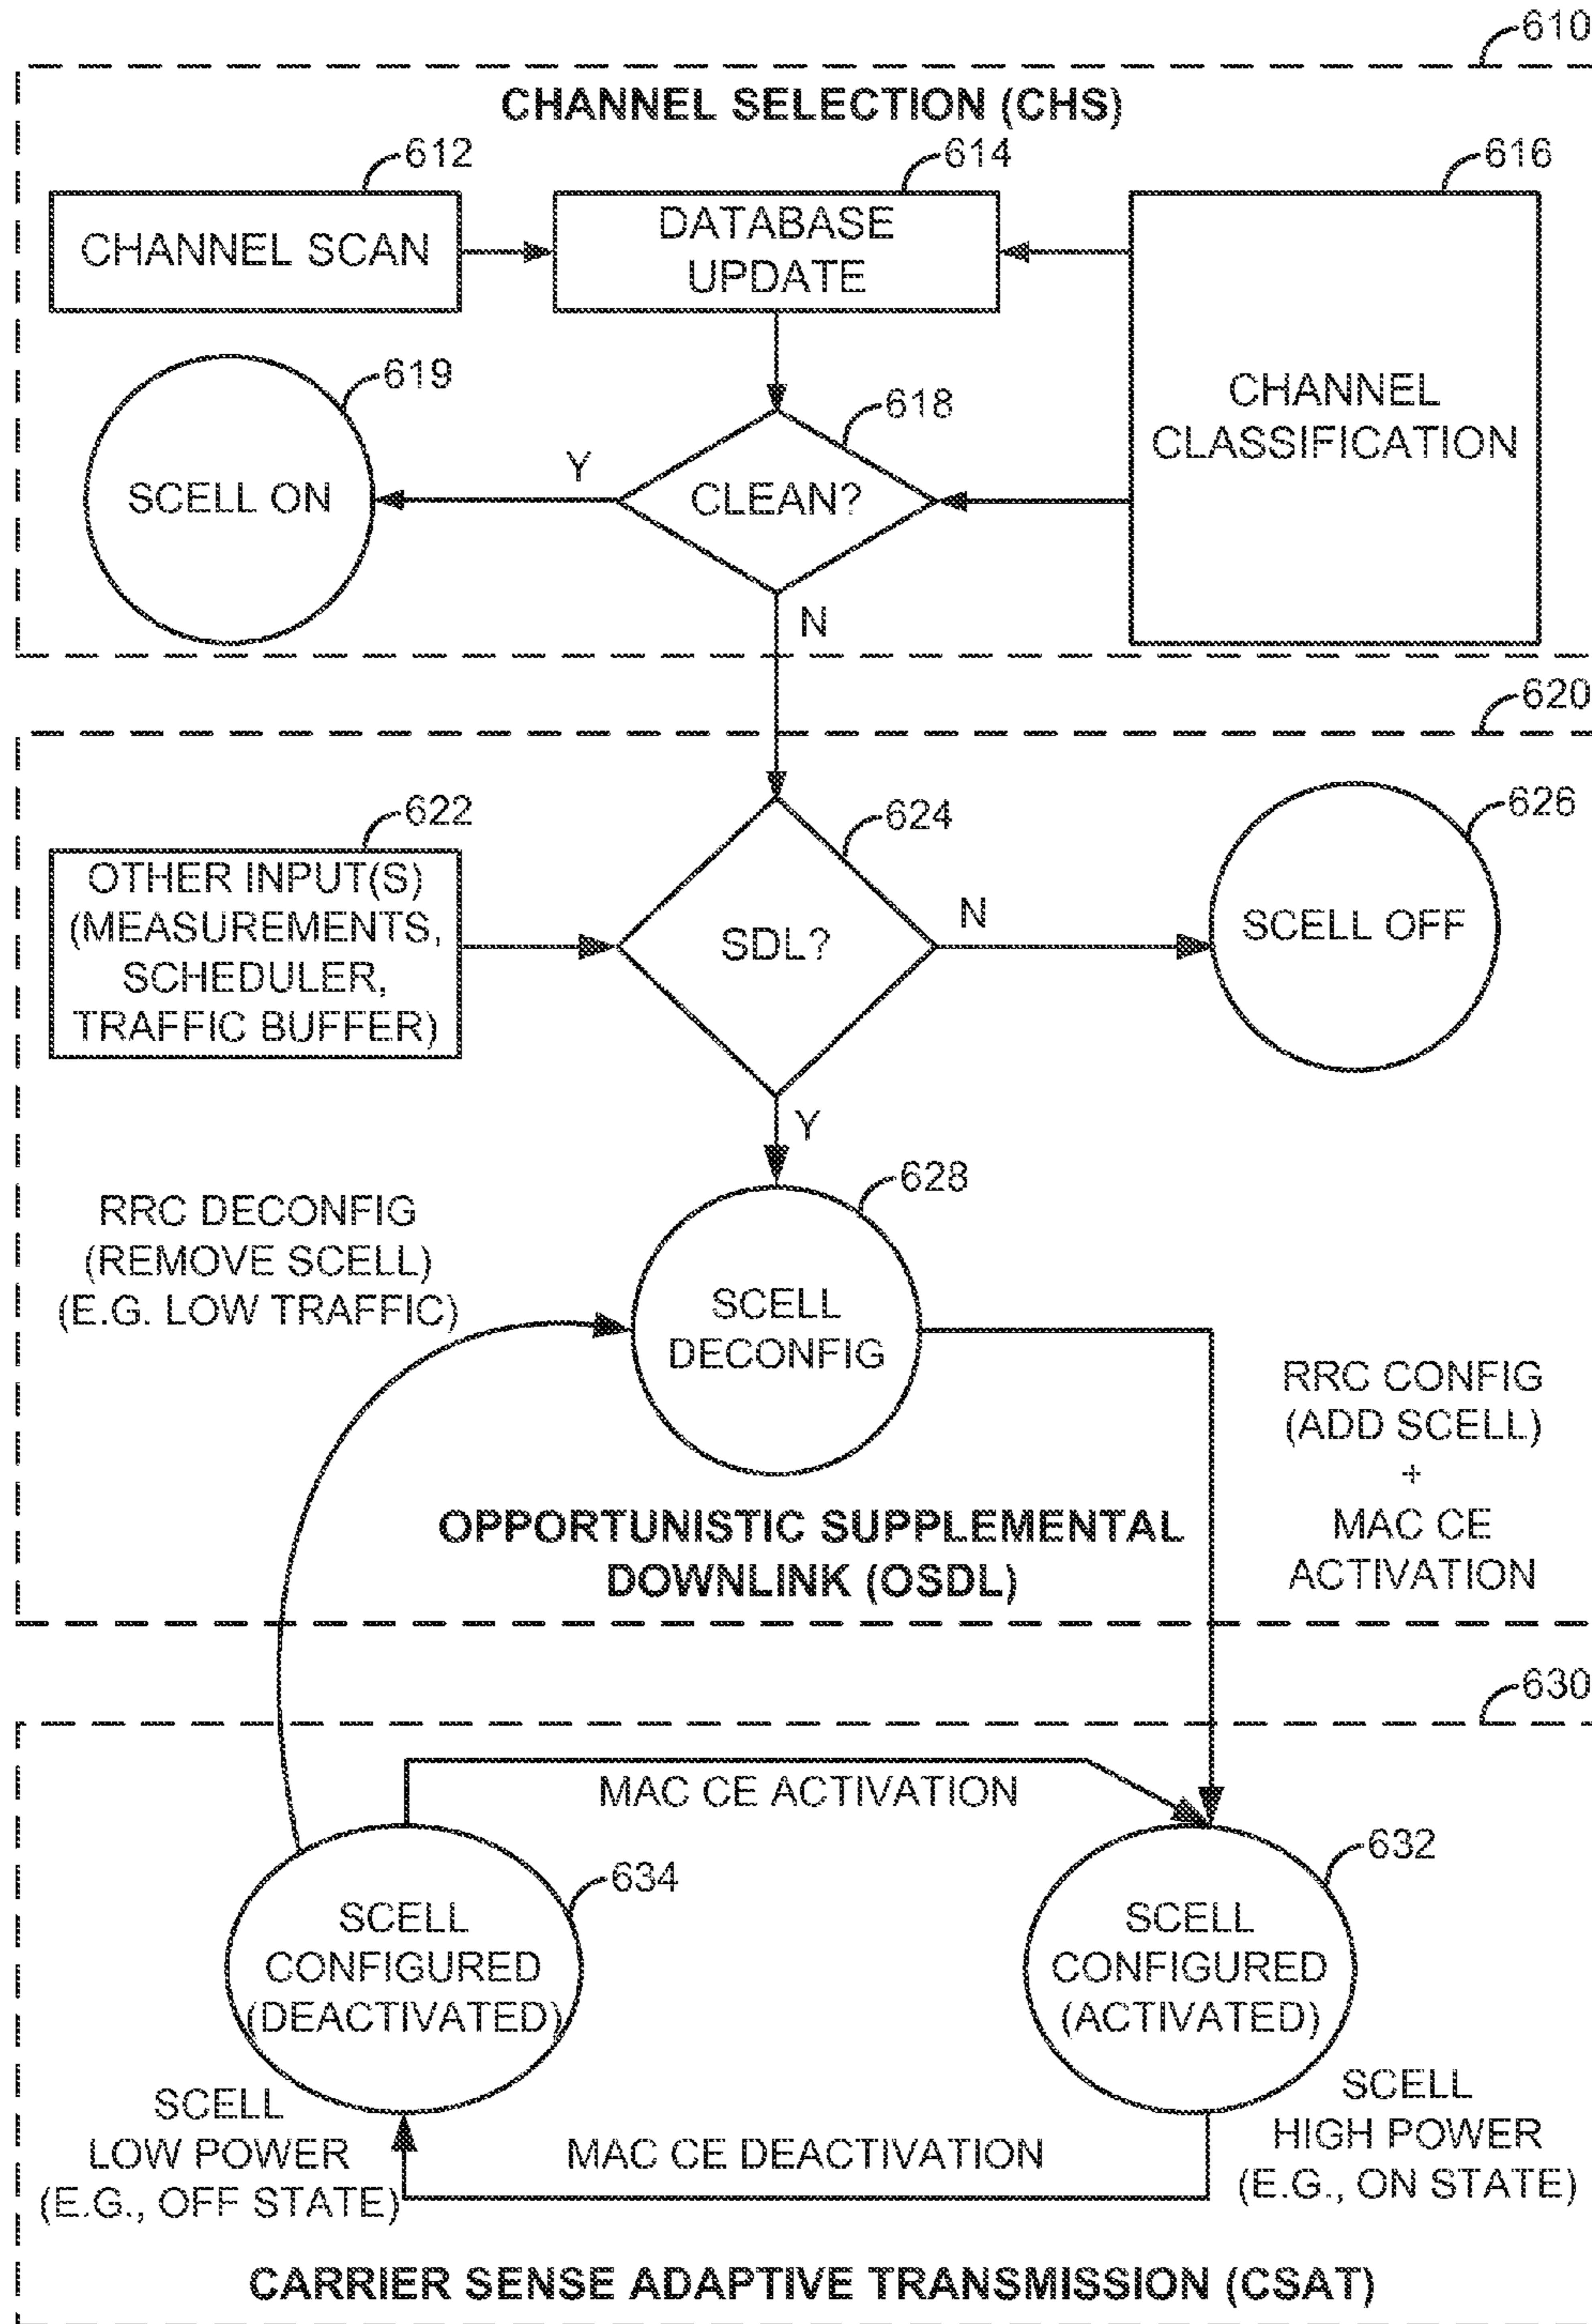 610
CHANNEL SELECTION (CHS)
612
614
616
CHANNEL SCAN
DATABASE
UPDATE
CHANNEL
CLASSIFICATION
619
618
SCELL ON
Y
CLEAN?
N
620
622
624
626
OTHER INPUT(S)
(MEASUREMENTS,
SCHEDULER,
TRAFFIC BUFFER)
SDL?
N
SCELL OFF
Y
628
RRC DECONFIG
(REMOVE SCELL)
(E.G. LOW TRAFFIC)
SCELL
DECONFIG
RRC CONFIG
(ADD SCELL)
+
MAC CE
ACTIVATION
OPPORTUNISTIC SUPPLEMENTAL
DOWNLINK (OSDL)
630
MAC CE ACTIVATION
634
632
SCELL
CONFIGURED
(DEACTIVATED)
SCELL
CONFIGURED
(ACTIVATED)
SCELL
LOW POWER
(E.G., OFF STATE)
MAC CE DEACTIVATION
SCELL
HIGH POWER
(E.G., ON STATE)
CARRIER SENSE ADAPTIVE TRANSMISSION (CSAT)